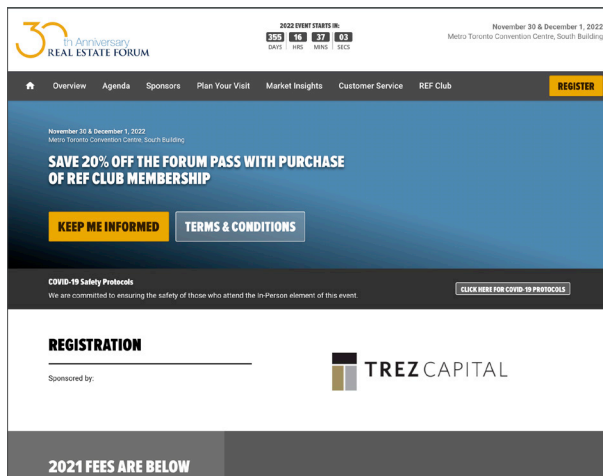 30th Anniversary
REAL ESTATE FORUM
2022 EVENT STARTS IN:
355 16 37 03
DAYS HRS MINS SECS
November 30 & December 1, 2022
Metro Toronto Convention Centre, South Building
Overview Agenda Sponsors Plan Your Visit Market Insights Customer Service REF Club REGISTER
November 30 & December 1, 2022
Metro Toronto Convention Centre, South Building
SAVE 20% OFF THE FORUM PASS WITH PURCHASE
OF REF CLUB MEMBERSHIP
KEEP ME INFORMED TERMS & CONDITIONS
COVID-19 Safety Protocols
We are committed to ensuring the safety of those who attend the In-Person element of this event.
CLICK HERE FOR COVID-19 PROTOCOLS
REGISTRATION
Sponsored by:
TREZ CAPITAL
2021 FEES ARE BELOW